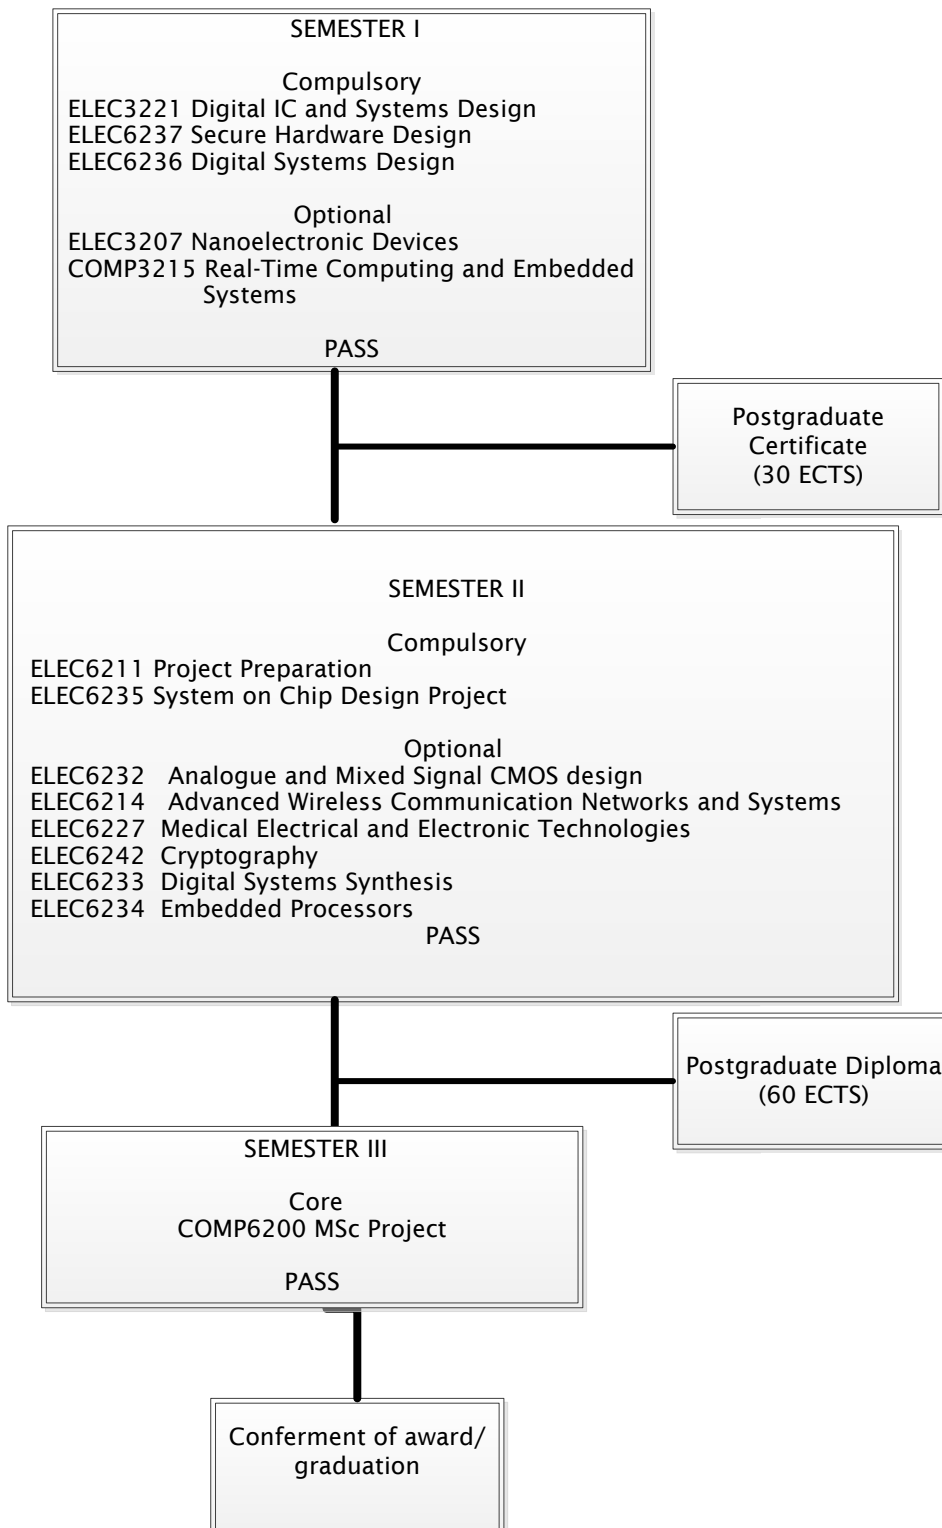 SEMESTER I
Compulsory
ELEC3221 Digital IC and Systems Design
ELEC6237 Secure Hardware Design
ELEC6236 Digital Systems Design
Optional
ELEC3207 Nanoelectronic Devices
COMP3215 Real-Time Computing and Embedded
Systems
PASS
Postgraduate
Certificate
(30 ECTS)
SEMESTER II
Compulsory
ELEC6211 Project Preparation
ELEC6235 System on Chip Design Project
Optional
ELEC6232 Analogue and Mixed Signal CMOS design
ELEC6214 Advanced Wireless Communication Networks and Systems
ELEC6227 Medical Electrical and Electronic Technologies
ELEC6242 Cryptography
ELEC6233 Digital Systems Synthesis
ELEC6234 Embedded Processors
PASS
Postgraduate Diploma
(60 ECTS)
SEMESTER III
Core
COMP6200 MSc Project
PASS
Conferment of award/
graduation